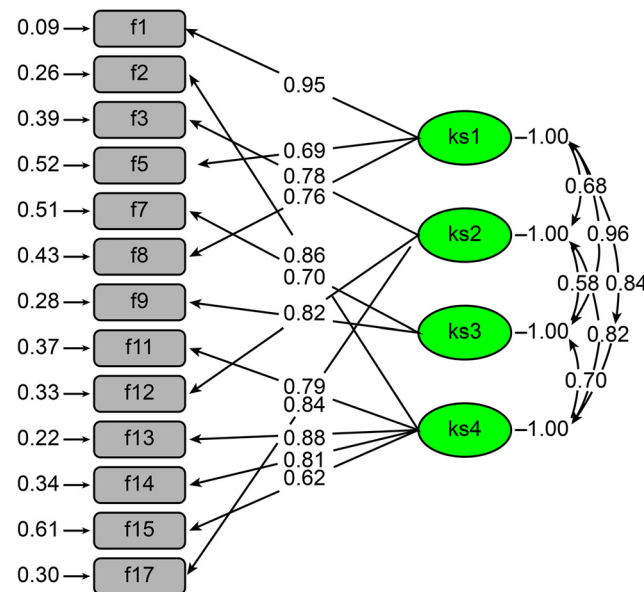 0.09 f1
0.26 f2
0.39 f3
0.52 f5
0.51 f7
0.43 f8
0.28 f9
0.37 f11
0.33 f12
0.22 f13
0.34 f14
0.61 f15
0.30 f17
0.95
0.69
0.78
0.76
0.86
0.70
0.82
0.79
0.84
0.88
0.81
0.62
ks1 –1.00
ks2 –1.00
ks3 –1.00
ks4 –1.00
0.68
0.96
0.58 0.84
0.82
0.70